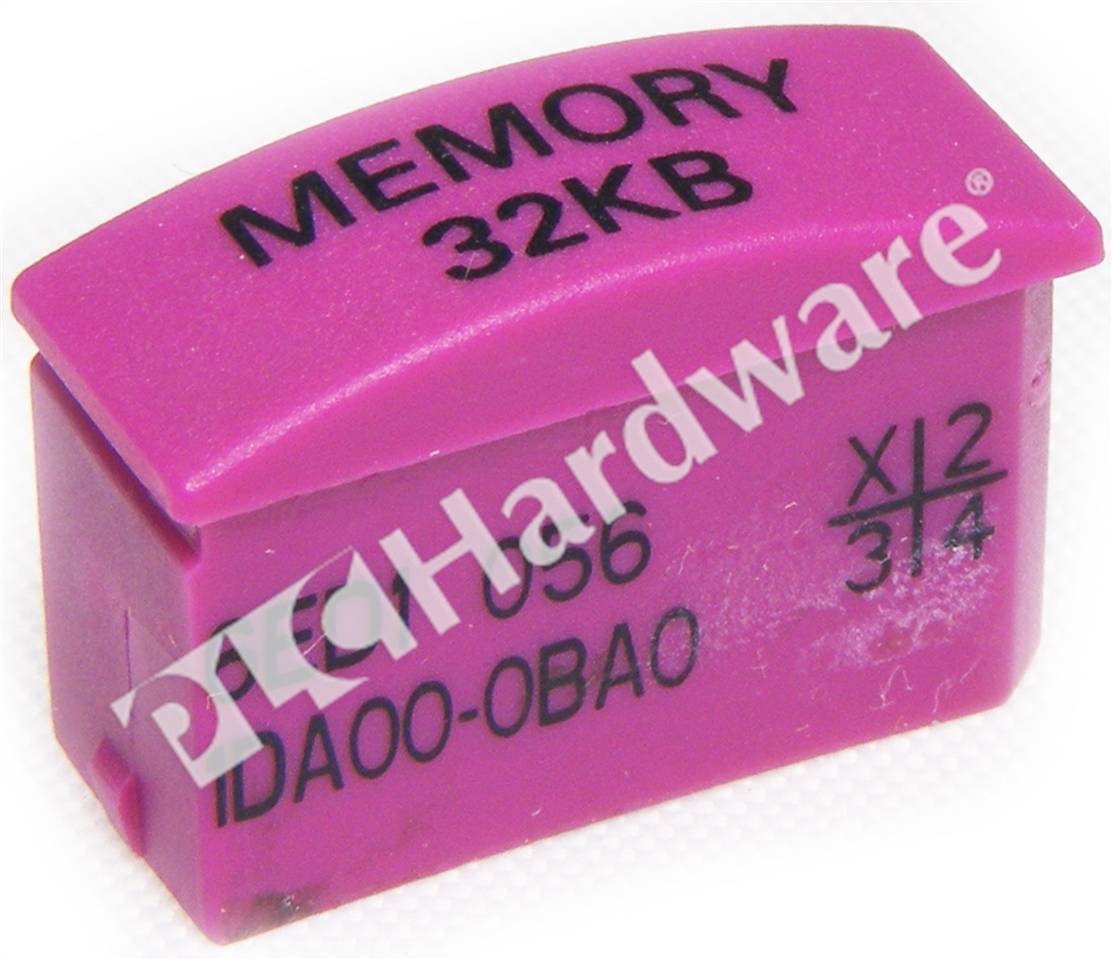 MEMORY
32KB
PLCHardware®
6ED1 056
1DA00-0BA0
X 2
3 4